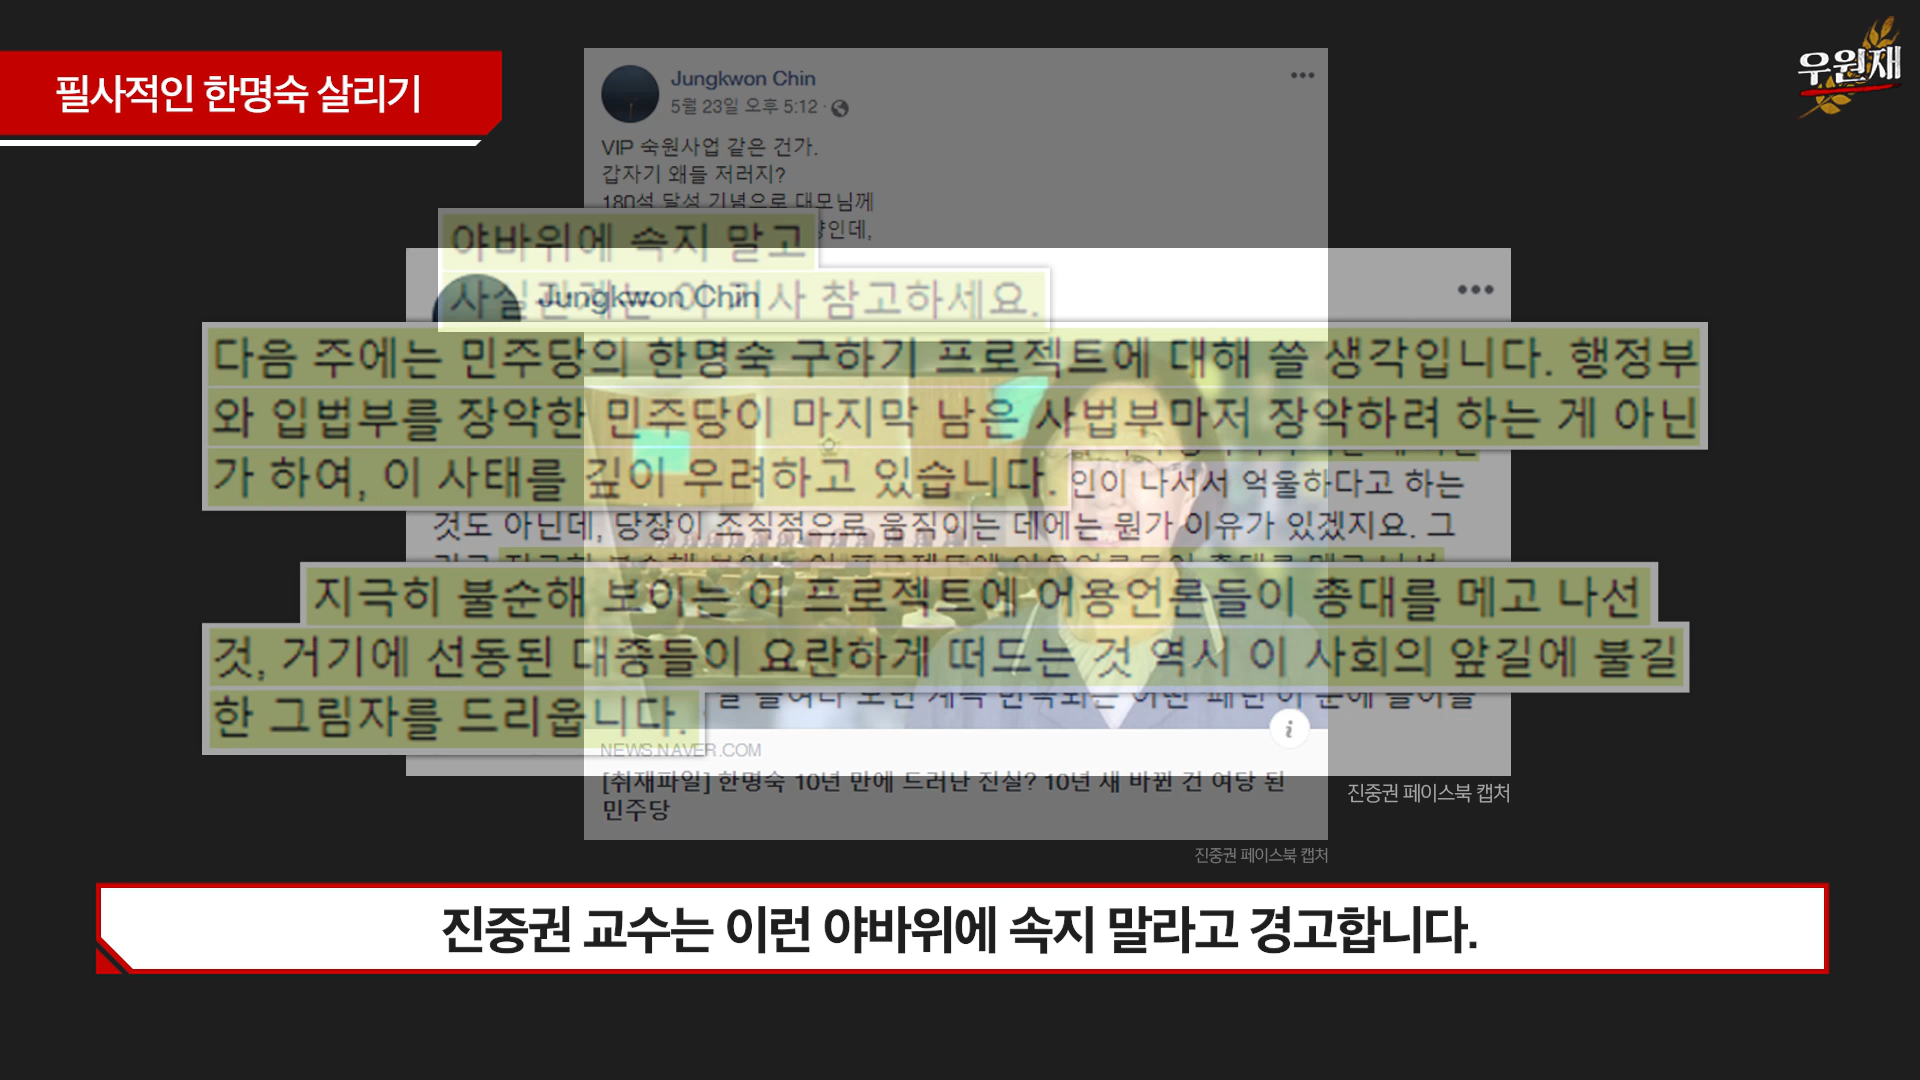 필사적인 한명숙 살리기
우원재
Jungkwon Chin
5월 23일 오후 5:12
VIP 숙원사업 같은 건가.
갑자기 왜들 저러지?
180석 달성 기념으로 대모님께
인데,
야바위에 속지 말고
사실관계는 이 기사 참고하세요.
Jungkwon Chin
다음 주에는 민주당의 한명숙 구하기 프로젝트에 대해 쓸 생각입니다. 행정부
와 입법부를 장악한 민주당이 마지막 남은 사법부마저 장악하려 하는 게 아닌
가 하여, 이 사태를 깊이 우려하고 있습니다.
인이 나서서 억울하다고 하는
것도 아닌데, 당장이 조직적으로 움직이는 데에는 뭔가 이유가 있겠지요. 그
지극히 불순해 보이는 이 프로젝트에 어용언론들이 총대를 메고 나선
것, 거기에 선동된 대중들이 요란하게 떠드는 것 역시 이 사회의 앞길에 불길
한 그림자를 드리웁니다.
NEWS.NAVER.COM
[취재파일] 한명숙 10년 만에 드러난 진실? 10년 새 바뀐 건 여당 된
민주당
진중권 페이스북 캡처
진중권 페이스북 캡처
진중권 교수는 이런 야바위에 속지 말라고 경고합니다.